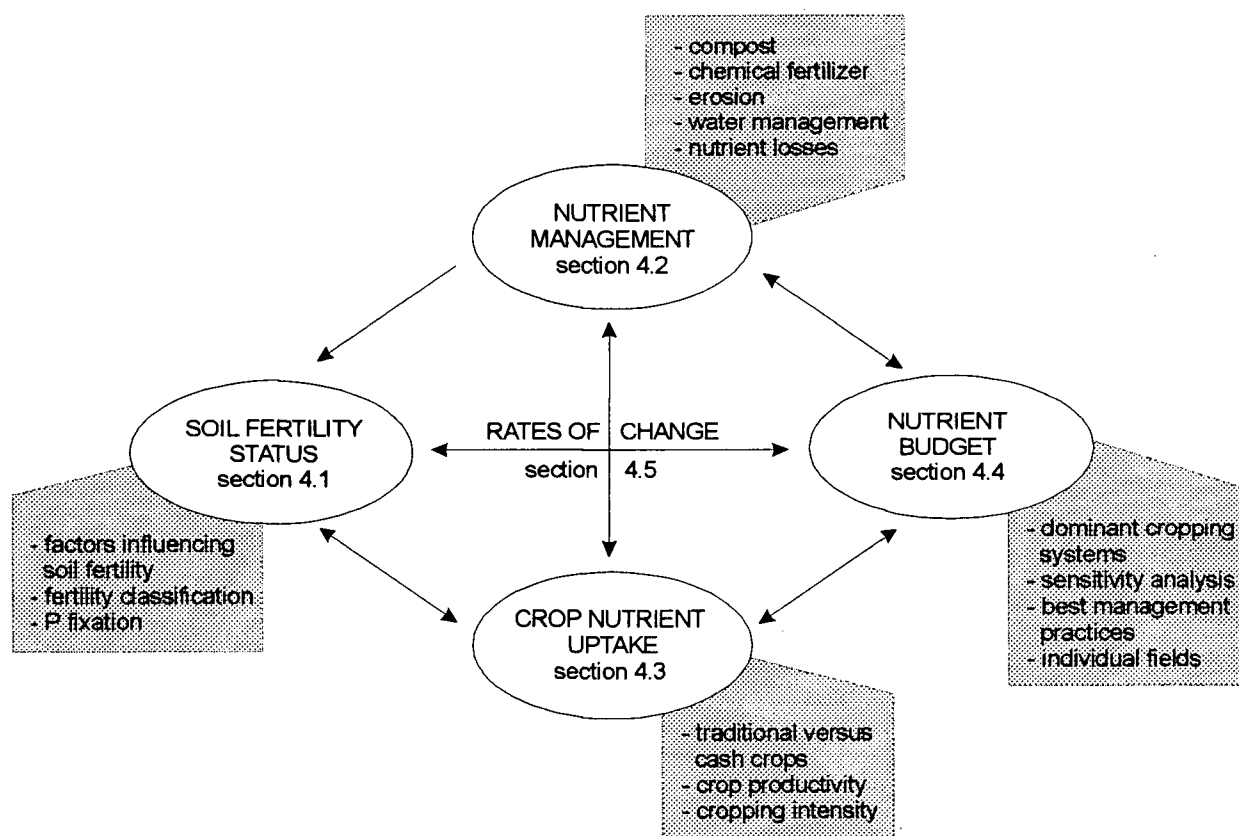 - compost
- chemical fertilizer
- erosion
- water management
- nutrient losses
NUTRIENT
MANAGEMENT
section 4.2
SOIL FERTILITY
STATUS
section 4.1
RATES OF CHANGE
section 4.5
NUTRIENT
BUDGET
section 4.4
- factors influencing
soil fertility
- fertility classification
- P fixation
CROP NUTRIENT
UPTAKE
section 4.3
- dominant cropping
systems
- sensitivity analysis
- best management
practices
- individual fields
- traditional versus
cash crops
- crop productivity
- cropping intensity